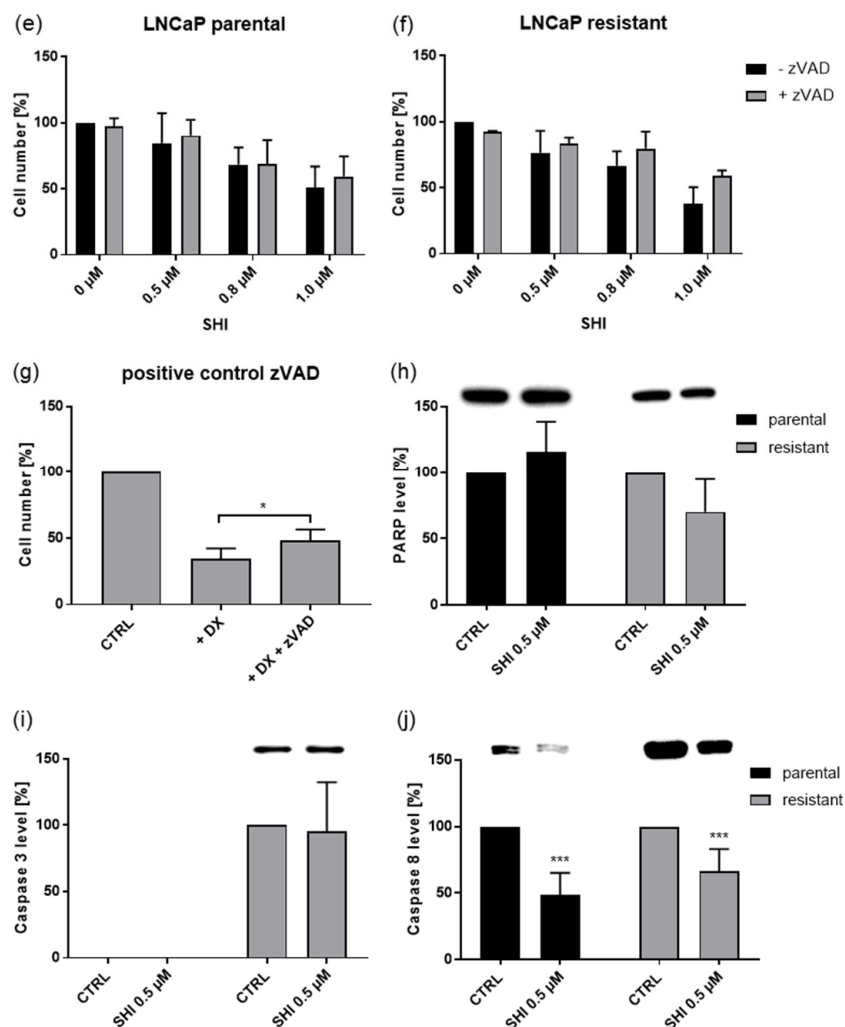 (e)
LNCaP parental
Cell number [%]
150
100
50
0
0 µM
0.5 µM
0.8 µM
1.0 µM
SHI
(f)
LNCaP resistant
Cell number [%]
150
100
50
0
0 µM
0.5 µM
0.8 µM
1.0 µM
SHI
- zVAD
+ zVAD
(g)
positive control zVAD
Cell number [%]
150
100
50
0
*
CTRL
+ DX
+ DX + zVAD
(h)
PARP level [%]
150
100
50
0
CTRL
SHI 0.5 µM
CTRL
SHI 0.5 µM
parental
resistant
(i)
Caspase 3 level [%]
150
100
50
0
CTRL
SHI 0.5 µM
CTRL
SHI 0.5 µM
(j)
Caspase 8 level [%]
150
100
50
0
***
***
CTRL
SHI 0.5 µM
CTRL
SHI 0.5 µM
parental
resistant